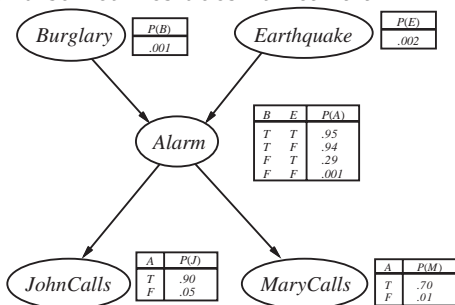 Burglary
P(B)
.001
Earthquake
P(E)
.002
Alarm
B E P(A)
T T .95
T F .94
F T .29
F F .001
JohnCalls
A P(J)
T .90
F .05
MaryCalls
A P(M)
T .70
F .01